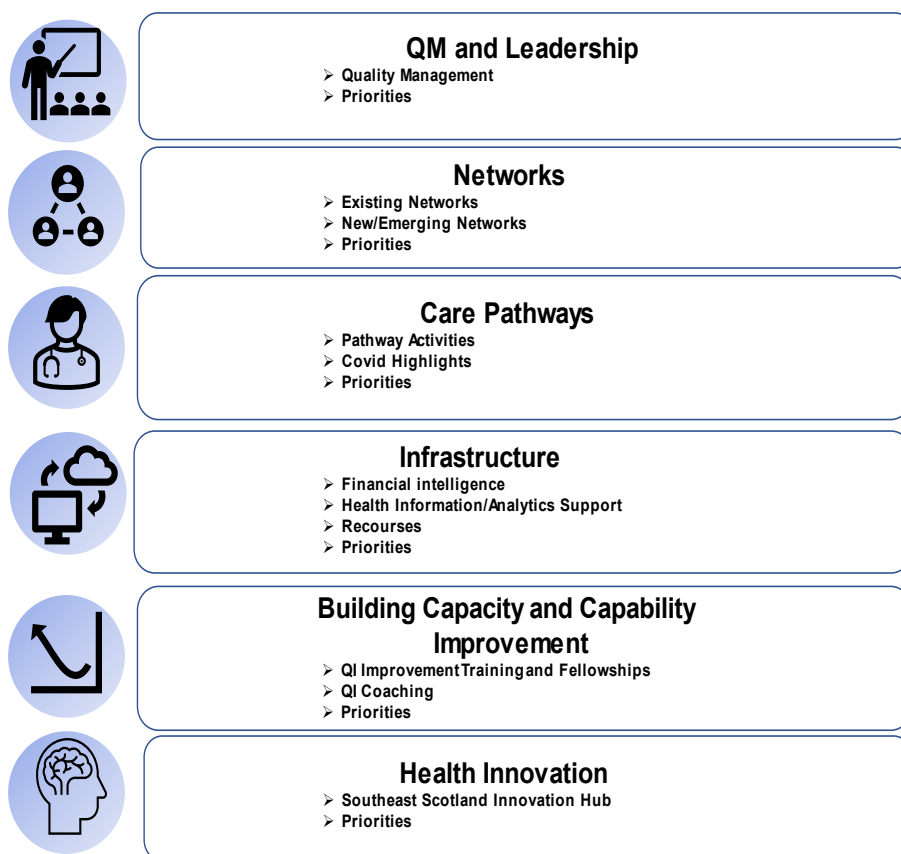 QM and Leadership
➢ Quality Management
➢ Priorities
Networks
➢ Existing Networks
➢ New/Emerging Networks
➢ Priorities
Care Pathways
➢ Pathway Activities
➢ Covid Highlights
➢ Priorities
Infrastructure
➢ Financial intelligence
➢ Health Information/Analytics Support
➢ Recourses
➢ Priorities
Building Capacity and Capability
Improvement
➢ QI Improvement Training and Fellowships
➢ QI Coaching
➢ Priorities
Health Innovation
➢ Southeast Scotland Innovation Hub
➢ Priorities